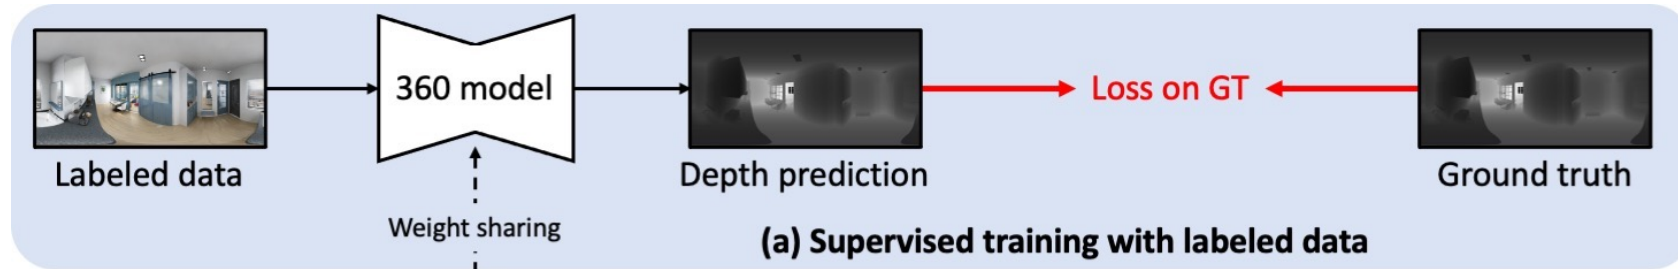 360 model
Loss on GT
Labeled data
Depth prediction
Ground truth
Weight sharing
(a) Supervised training with labeled data